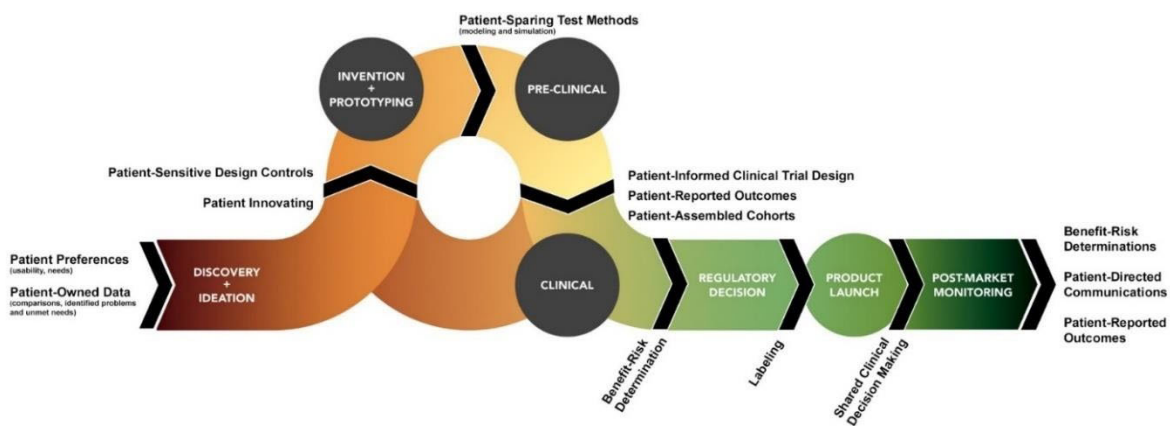 Patient-Sparing Test Methods
(modeling and simulation)
INVENTION
+
PROTOTYPING
PRE-CLINICAL
Patient-Sensitive Design Controls
Patient Innovating
Patient-Informed Clinical Trial Design
Patient-Reported Outcomes
Patient-Assembled Cohorts
Patient Preferences
(usability, needs)
Patient-Owned Data
(comparisons, identified problems
and unmet needs)
DISCOVERY
+
IDEATION
CLINICAL
REGULATORY
DECISION
PRODUCT
LAUNCH
POST-MARKET
MONITORING
Benefit-Risk
Determinations
Patient-Directed
Communications
Patient-Reported
Outcomes
Benefit-Risk
Determination
Labeling
Shared Clinical
Decision Making